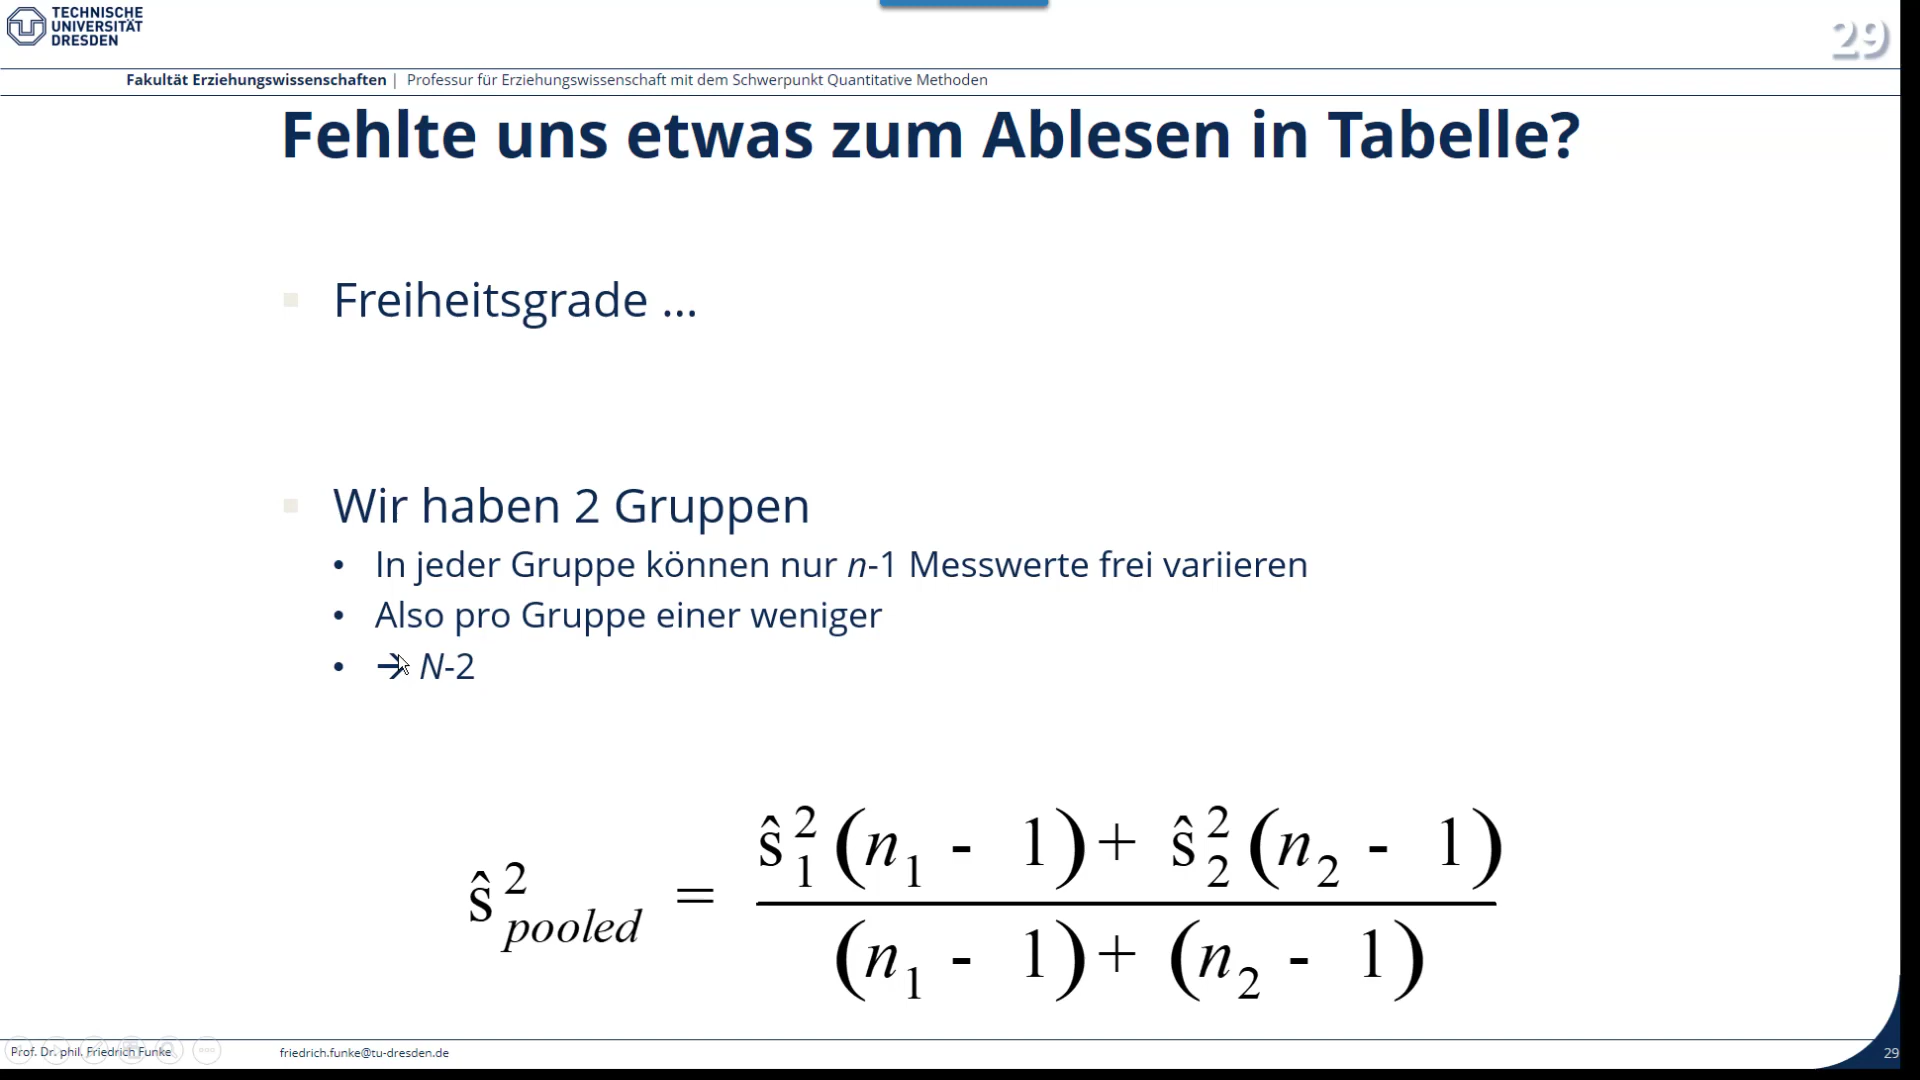 TECHNISCHE
UNIVERSITÄT
DRESDEN
29
Fakultät Erziehungswissenschaften | Professur für Erziehungswissenschaft mit dem Schwerpunkt Quantitative Methoden
Fehlte uns etwas zum Ablesen in Tabelle?
Freiheitsgrade ...
Wir haben 2 Gruppen
• In jeder Gruppe können nur n-1 Messwerte frei variieren
• Also pro Gruppe einer weniger
• → N-2
ŝ²_pooled = (ŝ₁²(n₁ - 1) + ŝ₂²(n₂ - 1)) / ((n₁ - 1) + (n₂ - 1))
Prof. Dr. phil. Friedrich Funke
friedrich.funke@tu-dresden.de
29